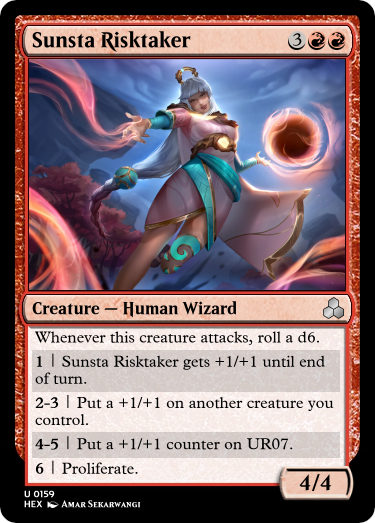 Sunsta Risktaker 3
Creature — Human Wizard
Whenever this creature attacks, roll a d6.
1 | Sunsta Risktaker gets +1/+1 until end
of turn.
2-3 | Put a +1/+1 on another creature you
control.
4-5 | Put a +1/+1 counter on UR07.
6 | Proliferate.
4/4
U 0159
HEX Amar Sekarwangi